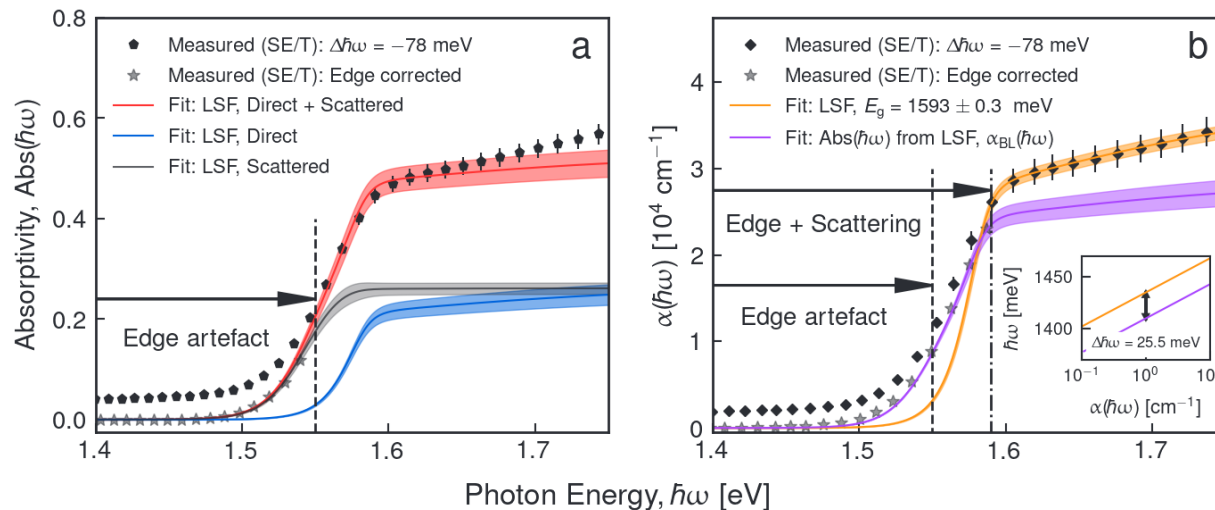 a
Measured (SE/T): Δℏω = −78 meV
Measured (SE/T): Edge corrected
Fit: LSF, Direct + Scattered
Fit: LSF, Direct
Fit: LSF, Scattered
Edge artefact
Absorptivity, Abs(ℏω)
0.8
0.6
0.4
0.2
0.0
1.4
1.5
1.6
1.7
b
Measured (SE/T): Δℏω = −78 meV
Measured (SE/T): Edge corrected
Fit: LSF, E_g = 1593 ± 0.3 meV
Fit: Abs(ℏω) from LSF, α_BL(ℏω)
Edge + Scattering
Edge artefact
α(ℏω) [10⁴ cm⁻¹]
4
3
2
1
0
1.4
1.5
1.6
1.7
ℏω [meV]
1450
1400
Δℏω = 25.5 meV
10⁻¹
10⁰
10
α(ℏω) [cm⁻¹]
Photon Energy, ℏω [eV]